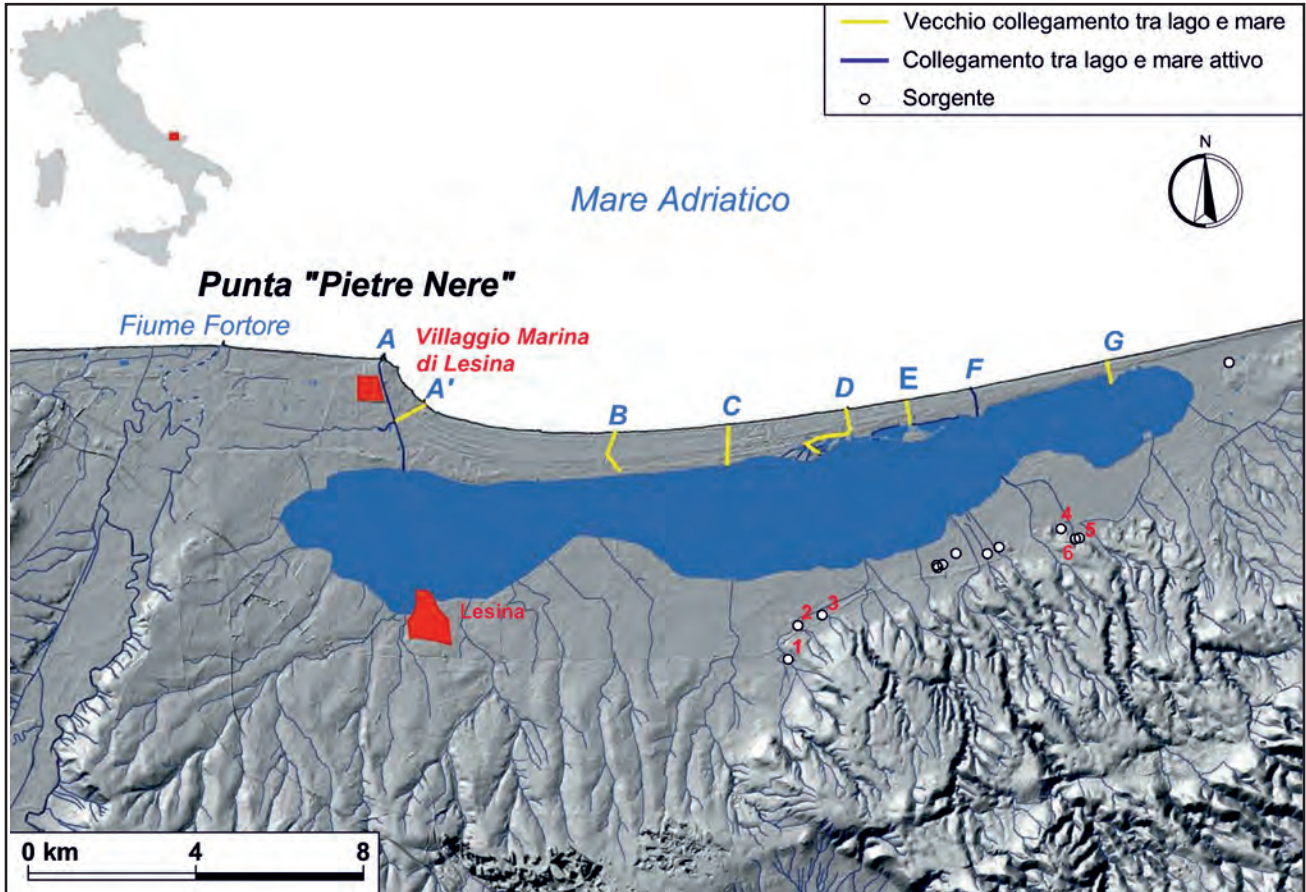 Vecchio collegamento tra lago e mare
Collegamento tra lago e mare attivo
Sorgente
N
Mare Adriatico
Punta "Pietre Nere"
Fiume Fortore
A
Villaggio Marina
di Lesina
A'
B
C
D
E
F
G
4
5
6
2
3
1
Lesina
0 km
4
8